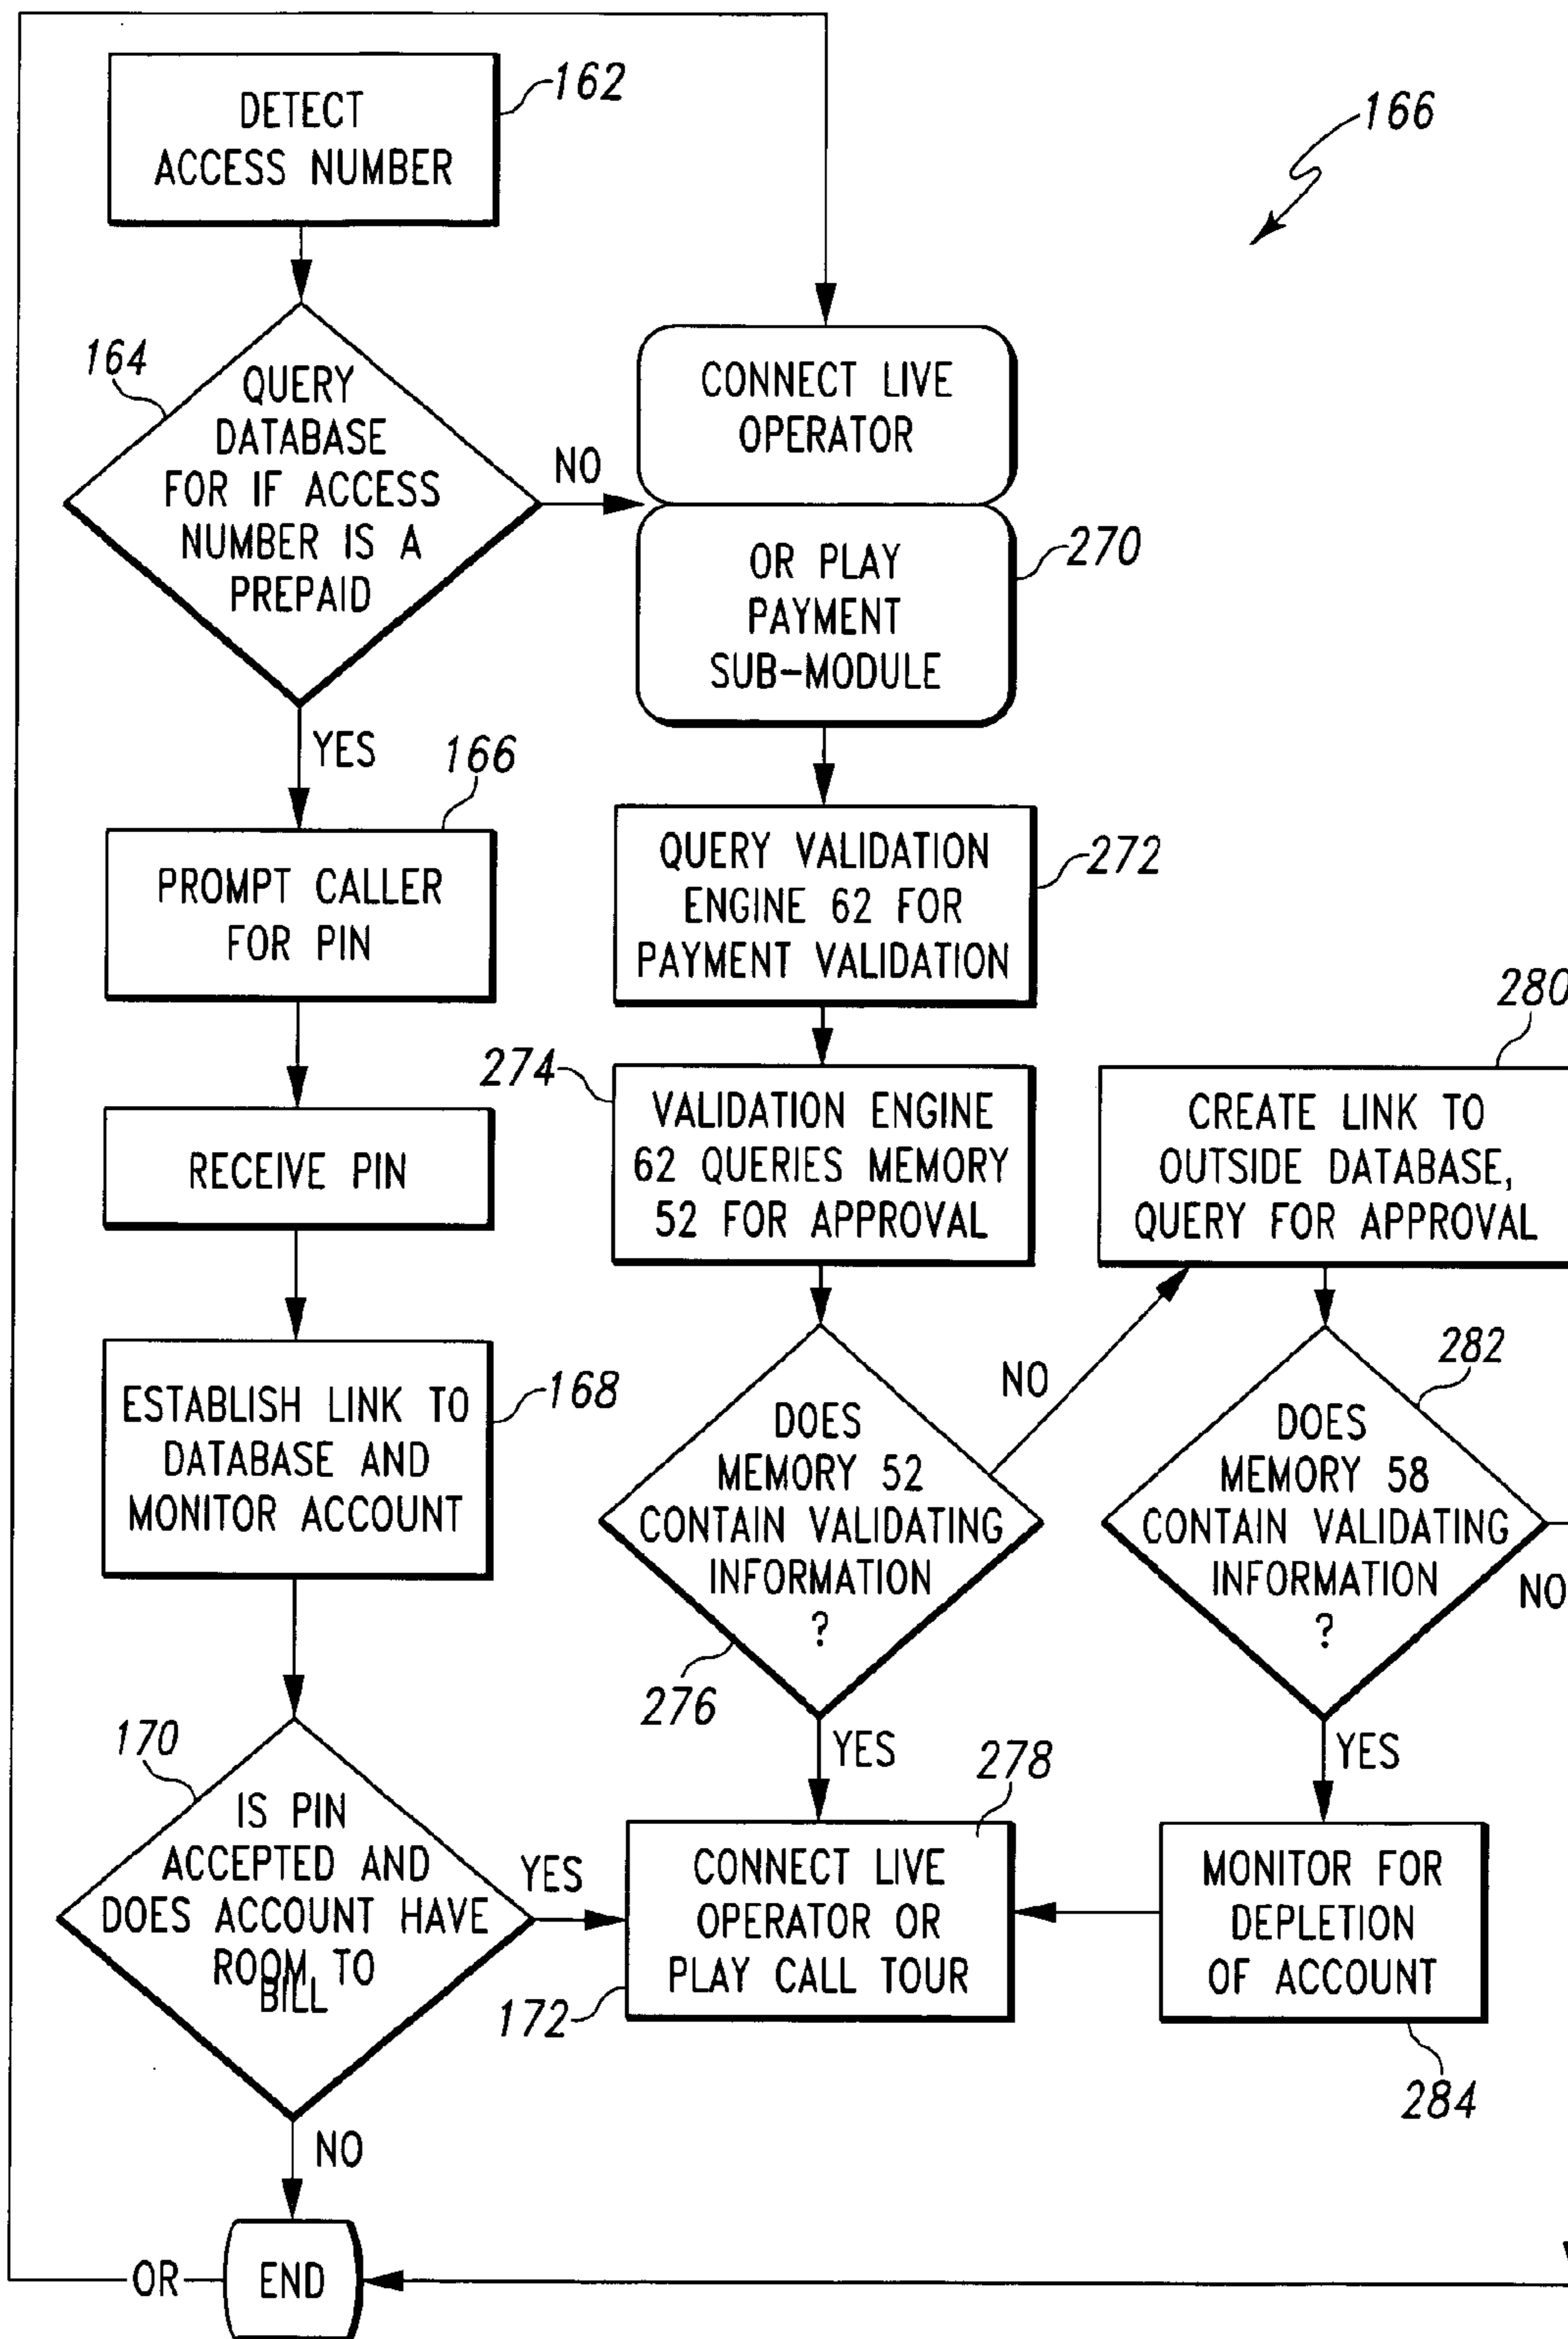 DETECT
ACCESS NUMBER
162
166
164
QUERY
DATABASE
FOR IF ACCESS
NUMBER IS A
PREPAID
NO
CONNECT LIVE
OPERATOR
OR PLAY
PAYMENT
SUB-MODULE
270
YES
166
PROMPT CALLER
FOR PIN
QUERY VALIDATION
ENGINE 62 FOR
PAYMENT VALIDATION
272
RECEIVE PIN
274
VALIDATION ENGINE
62 QUERIES MEMORY
52 FOR APPROVAL
280
CREATE LINK TO
OUTSIDE DATABASE,
QUERY FOR APPROVAL
ESTABLISH LINK TO
DATABASE AND
MONITOR ACCOUNT
168
DOES
MEMORY 52
CONTAIN VALIDATING
INFORMATION
?
276
NO
282
DOES
MEMORY 58
CONTAIN VALIDATING
INFORMATION
?
NO
170
IS PIN
ACCEPTED AND
DOES ACCOUNT HAVE
ROOM TO
BILL
YES
YES
278
CONNECT LIVE
OPERATOR OR
PLAY CALL TOUR
172
YES
MONITOR FOR
DEPLETION
OF ACCOUNT
284
NO
OR
END